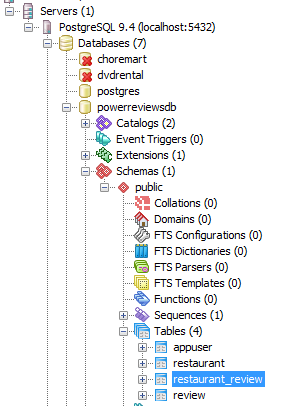 Servers (1)
PostgreSQL 9.4 (localhost:5432)
Databases (7)
choremart
dvdrental
postgres
powerreviewsdb
Catalogs (2)
Event Triggers (0)
Extensions (1)
Schemas (1)
public
Collations (0)
Domains (0)
FTS Configurations (0)
FTS Dictionaries (0)
FTS Parsers (0)
FTS Templates (0)
Functions (0)
Sequences (1)
Tables (4)
appuser
restaurant
restaurant_review
review